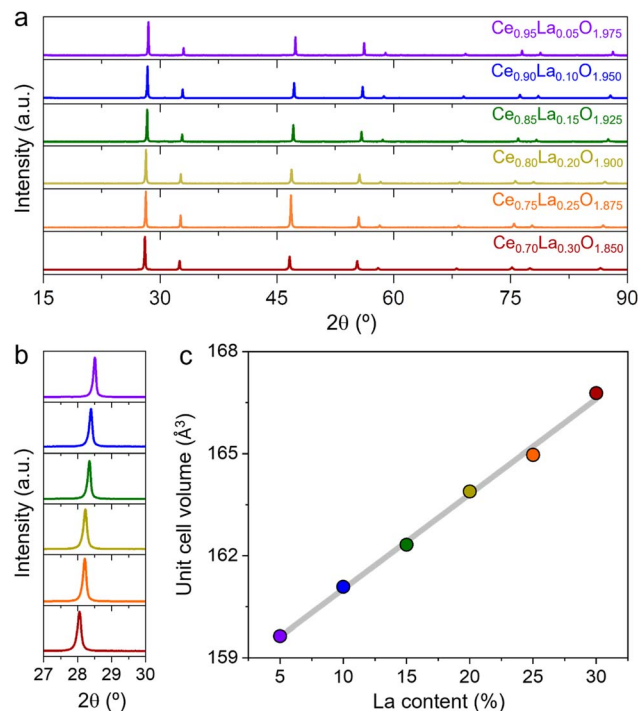 a
Ce0.95La0.05O1.975
Ce0.90La0.10O1.950
Ce0.85La0.15O1.925
Ce0.80La0.20O1.900
Ce0.75La0.25O1.875
Ce0.70La0.30O1.850
Intensity (a.u.)
15 30 45 60 75 90
2θ (º)
b
Intensity (a.u.)
27 28 29 30
2θ (º)
c
168
165
162
159
Unit cell volume (Å³)
5 10 15 20 25 30
La content (%)